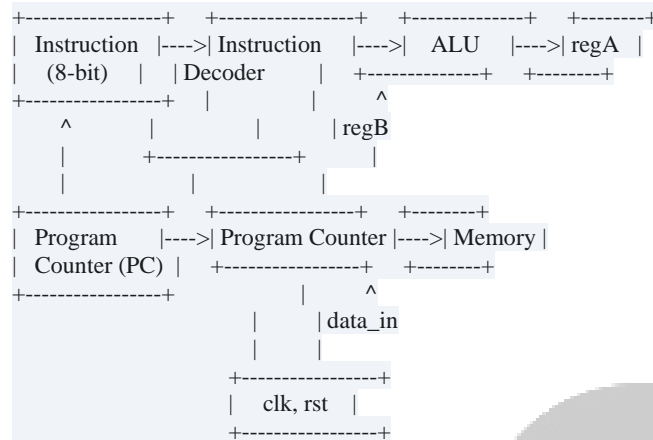 +-----------------+ +-----------------+ +---------------+ +--------+
| Instruction |---->| Instruction |---->| ALU |---->| regA |
| (8-bit) | | Decoder | +---------------+ +--------+
+-----------------+ | | ^
^ | | | regB
| +-----------------+ |
| | |
+-----------------+ +-----------------+ +--------+
| Program |---->| Program Counter |---->| Memory |
| Counter (PC) | +-----------------+ +--------+
+-----------------+ | ^
| | data_in
| |
+-----------------+
| clk, rst |
+-----------------+